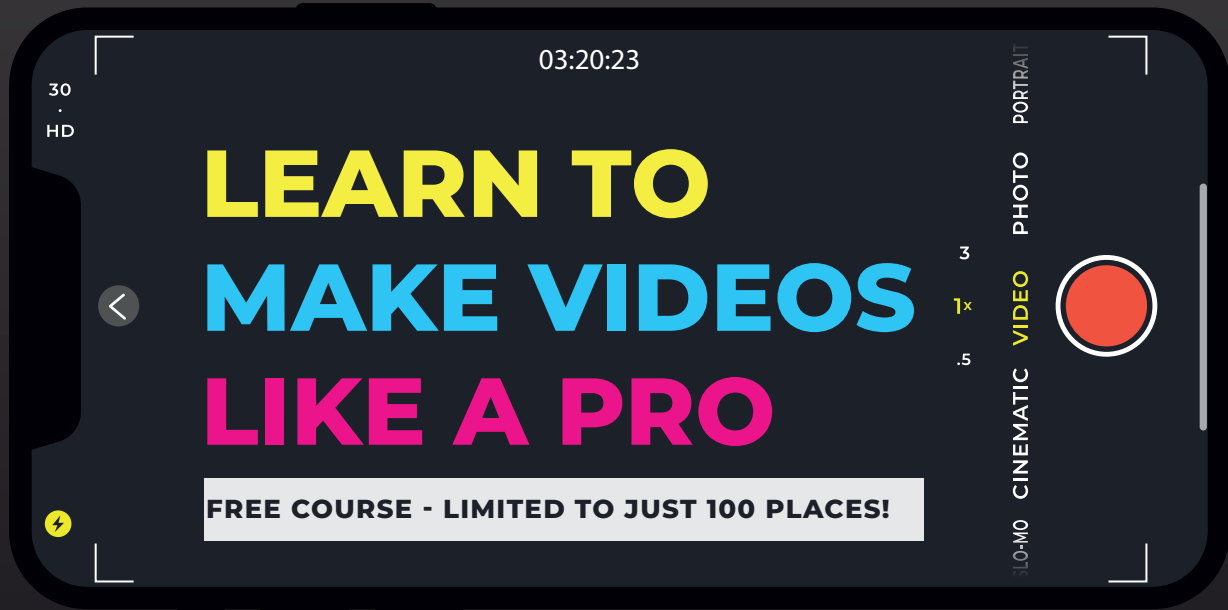 03:20:23
30
·
HD
LEARN TO
MAKE VIDEOS
LIKE A PRO
FREE COURSE - LIMITED TO JUST 100 PLACES!
3
1x
.5
PORTRAIT
PHOTO
VIDEO
CINEMATIC
SLO-MO